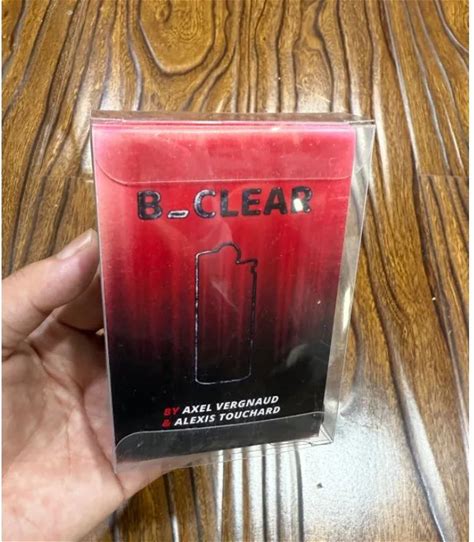 B_CLEAR
BY AXEL VERGNAUD
& ALEXIS TOUCHARD